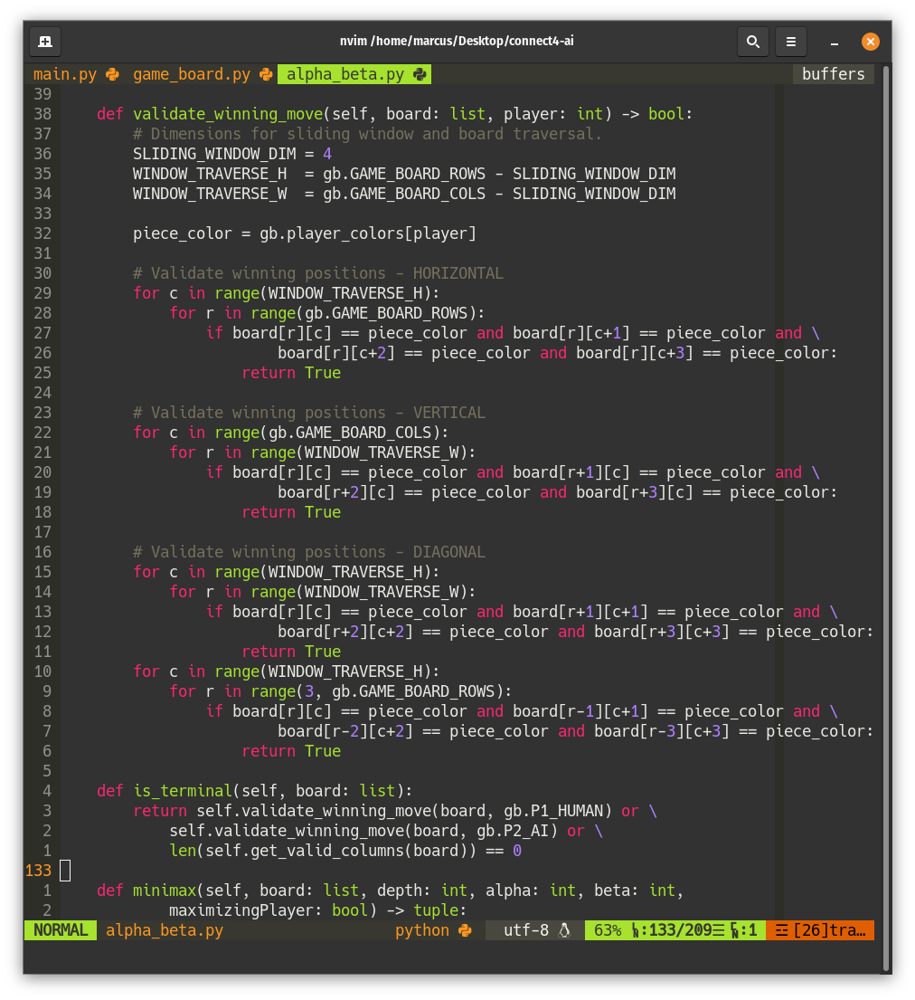 nvim /home/marcus/Desktop/connect4-ai
main.py game_board.py alpha_beta.py buffers
39
38     def validate_winning_move(self, board: list, player: int) -> bool:
37         # Dimensions for sliding window and board traversal.
36         SLIDING_WINDOW_DIM = 4
35         WINDOW_TRAVERSE_H  = gb.GAME_BOARD_ROWS - SLIDING_WINDOW_DIM
34         WINDOW_TRAVERSE_W  = gb.GAME_BOARD_COLS - SLIDING_WINDOW_DIM
33
32         piece_color = gb.player_colors[player]
31
30         # Validate winning positions - HORIZONTAL
29         for c in range(WINDOW_TRAVERSE_H):
28             for r in range(gb.GAME_BOARD_ROWS):
27                 if board[r][c] == piece_color and board[r][c+1] == piece_color and \
26                         board[r][c+2] == piece_color and board[r][c+3] == piece_color:
25                     return True
24
23         # Validate winning positions - VERTICAL
22         for c in range(gb.GAME_BOARD_COLS):
21             for r in range(WINDOW_TRAVERSE_W):
20                 if board[r][c] == piece_color and board[r+1][c] == piece_color and \
19                         board[r+2][c] == piece_color and board[r+3][c] == piece_color:
18                     return True
17
16         # Validate winning positions - DIAGONAL
15         for c in range(WINDOW_TRAVERSE_H):
14             for r in range(WINDOW_TRAVERSE_W):
13                 if board[r][c] == piece_color and board[r+1][c+1] == piece_color and \
12                         board[r+2][c+2] == piece_color and board[r+3][c+3] == piece_color:
11                     return True
10         for c in range(WINDOW_TRAVERSE_H):
9             for r in range(3, gb.GAME_BOARD_ROWS):
8                 if board[r][c] == piece_color and board[r-1][c+1] == piece_color and \
7                         board[r-2][c+2] == piece_color and board[r-3][c+3] == piece_color:
6                     return True
5
4     def is_terminal(self, board: list):
3         return self.validate_winning_move(board, gb.P1_HUMAN) or \
2             self.validate_winning_move(board, gb.P2_AI) or \
1             len(self.get_valid_columns(board)) == 0
133
1     def minimax(self, board: list, depth: int, alpha: int, beta: int,
2             maximizingPlayer: bool) -> tuple:
NORMAL alpha_beta.py python utf-8 63% ㏑:133/209☰ ℅:1 ☲ [26]tra…